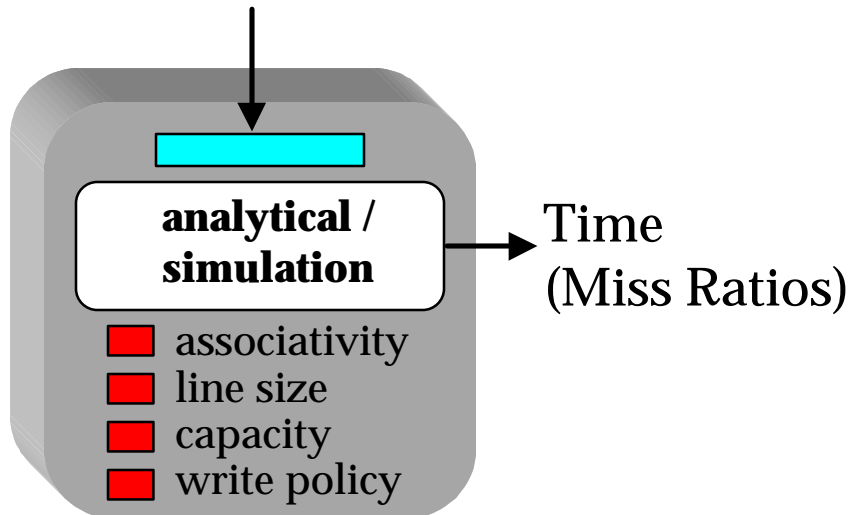 analytical /
simulation
Time
(Miss Ratios)
associativity
line size
capacity
write policy